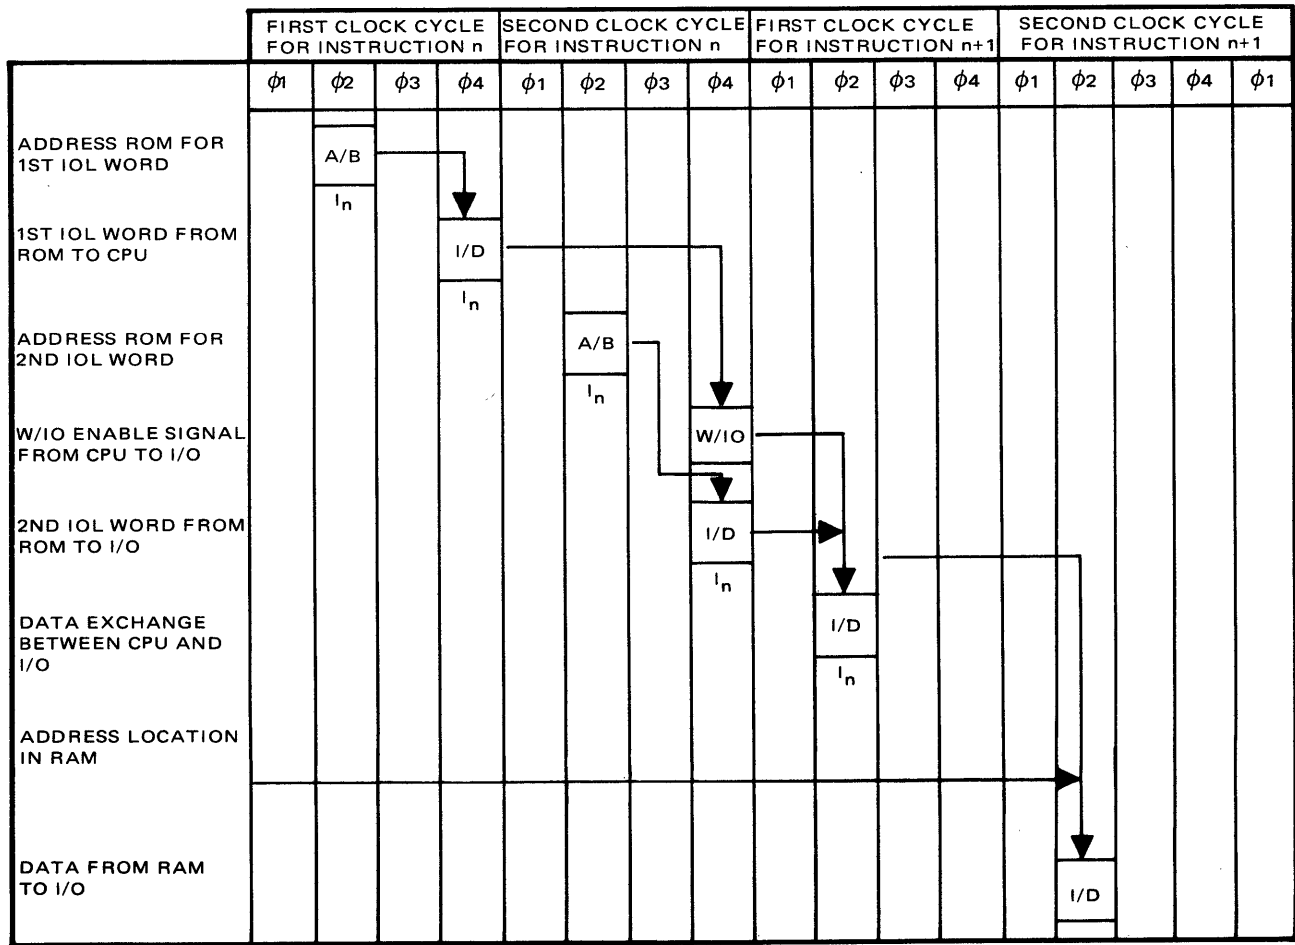 FIRST CLOCK CYCLE
FOR INSTRUCTION n
SECOND CLOCK CYCLE
FOR INSTRUCTION n
FIRST CLOCK CYCLE
FOR INSTRUCTION n+1
SECOND CLOCK CYCLE
FOR INSTRUCTION n+1
ϕ1 ϕ2 ϕ3 ϕ4 ϕ1 ϕ2 ϕ3 ϕ4 ϕ1 ϕ2 ϕ3 ϕ4 ϕ1 ϕ2 ϕ3 ϕ4 ϕ1
ADDRESS ROM FOR
1ST IOL WORD
A/B
In
1ST IOL WORD FROM
ROM TO CPU
I/D
In
ADDRESS ROM FOR
2ND IOL WORD
A/B
In
W/IO ENABLE SIGNAL
FROM CPU TO I/O
W/IO
2ND IOL WORD FROM
ROM TO I/O
I/D
In
DATA EXCHANGE
BETWEEN CPU AND
I/O
I/D
In
ADDRESS LOCATION
IN RAM
DATA FROM RAM
TO I/O
I/D